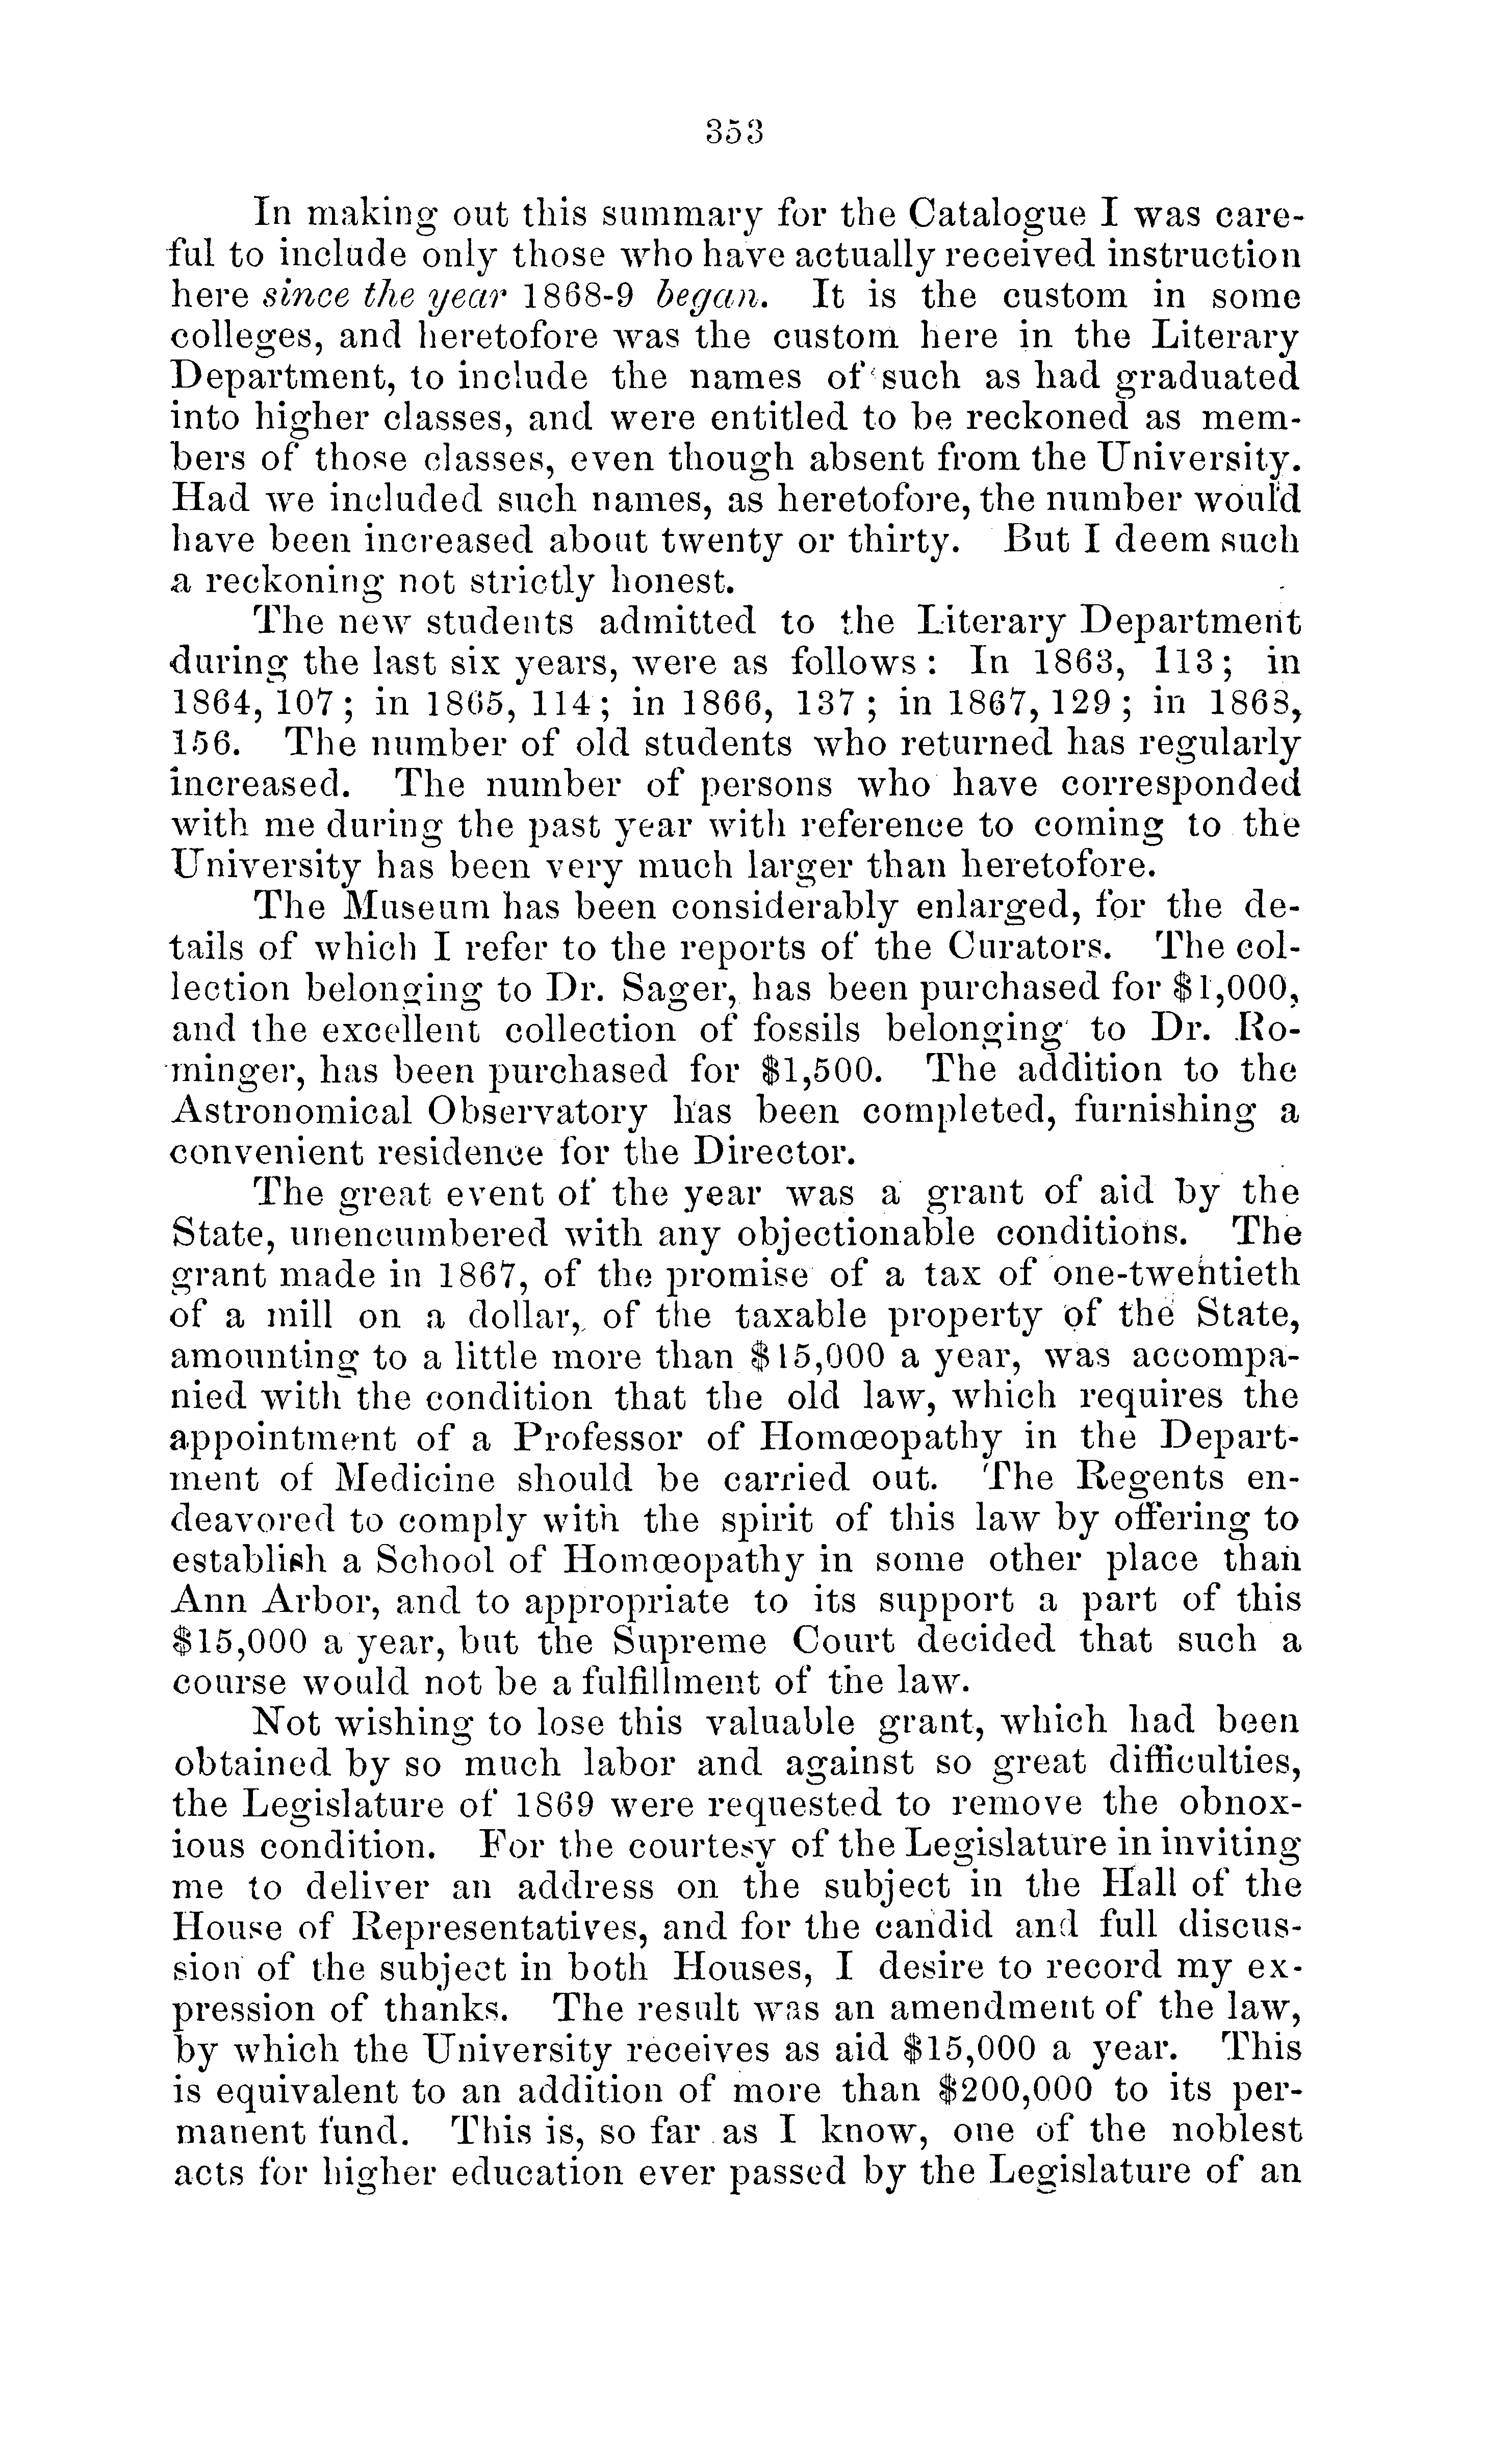 353
In making out this summary for the Catalogue I was care-
ful to include only those who have actually received instruction
here since the year 1868-9 began. It is the custom in some
colleges, and heretofore was the custom here in the Literary
Department, to include the names of such as had graduated
into higher classes, and were entitled to be reckoned as mem-
bers of those classes, even though absent from the University.
Had we included such names, as heretofore, the number would
have been increased about twenty or thirty. But I deem such
a reckoning not strictly honest.
The new students admitted to the Literary Department
during the last six years, were as follows: In 1863, 113; in
1864, 107; in 1865, 114; in 1866, 137; in 1867, 129; in 1868,
156. The number of old students who returned has regularly
increased. The number of persons who have corresponded
with me during the past year with reference to coming to the
University has been very much larger than heretofore.
The Museum has been considerably enlarged, for the de-
tails of which I refer to the reports of the Curators. The col-
lection belonging to Dr. Sager, has been purchased for $1,000,
and the excellent collection of fossils belonging to Dr. Ro-
minger, has been purchased for $1,500. The addition to the
Astronomical Observatory has been completed, furnishing a
convenient residence for the Director.
The great event of the year was a grant of aid by the
State, unencumbered with any objectionable conditions. The
grant made in 1867, of the promise of a tax of one-twentieth
of a mill on a dollar, of the taxable property of the State,
amounting to a little more than $15,000 a year, was accompa-
nied with the condition that the old law, which requires the
appointment of a Professor of Homœopathy in the Depart-
ment of Medicine should be carried out. The Regents en-
deavored to comply with the spirit of this law by offering to
establish a School of Homœopathy in some other place than
Ann Arbor, and to appropriate to its support a part of this
$15,000 a year, but the Supreme Court decided that such a
course would not be a fulfillment of the law.
Not wishing to lose this valuable grant, which had been
obtained by so much labor and against so great difficulties,
the Legislature of 1869 were requested to remove the obnox-
ious condition. For the courtesy of the Legislature in inviting
me to deliver an address on the subject in the Hall of the
House of Representatives, and for the candid and full discus-
sion of the subject in both Houses, I desire to record my ex-
pression of thanks. The result was an amendment of the law,
by which the University receives as aid $15,000 a year. This
is equivalent to an addition of more than $200,000 to its per-
manent fund. This is, so far as I know, one of the noblest
acts for higher education ever passed by the Legislature of an